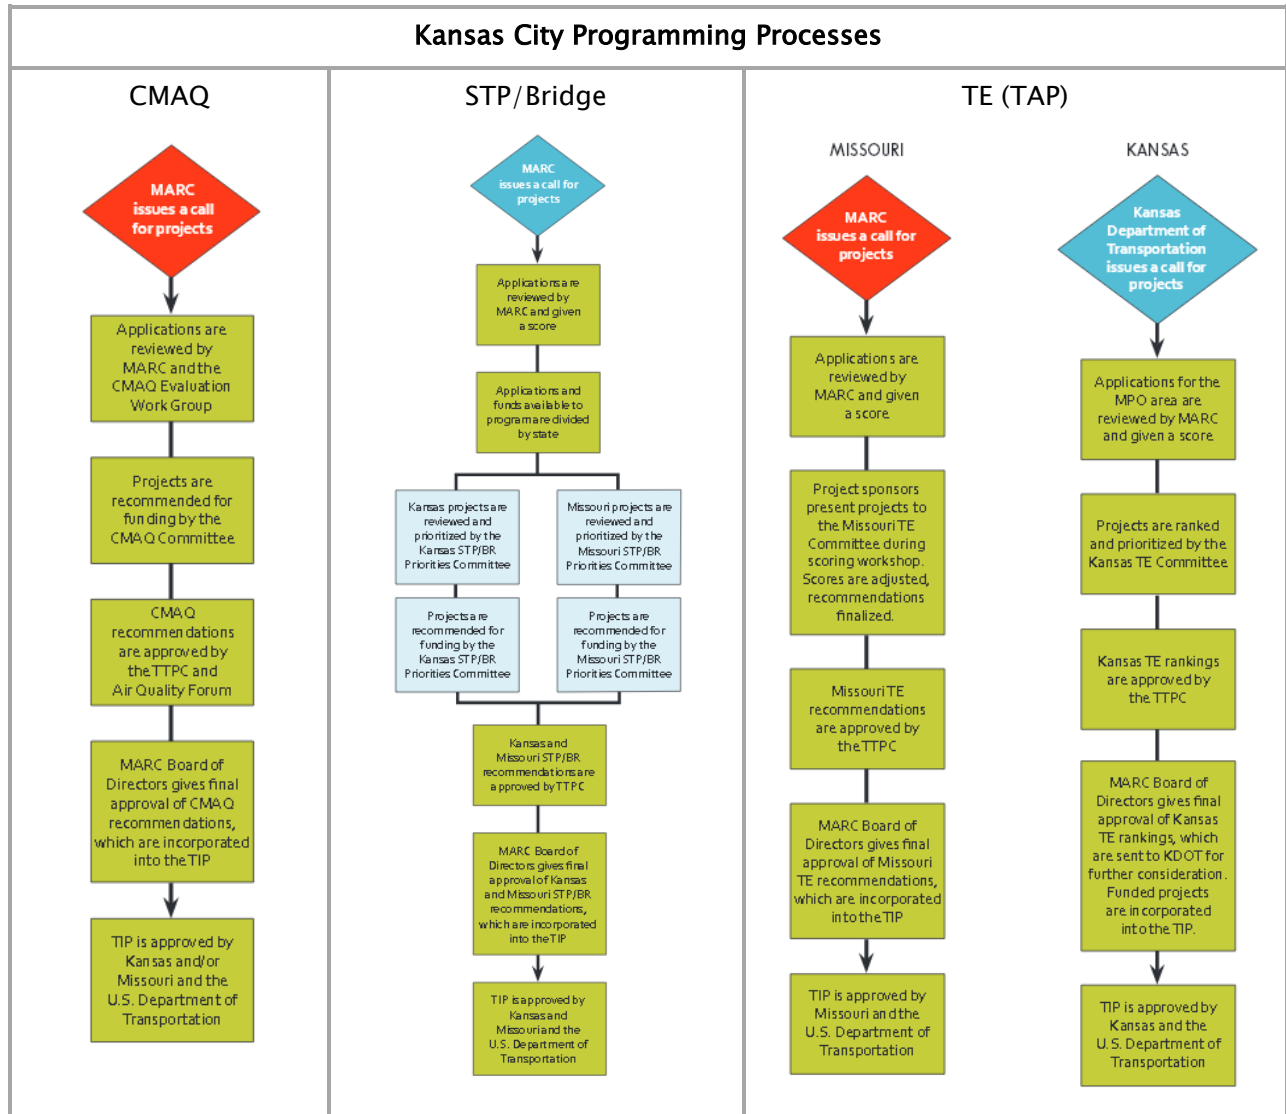 Kansas City Programming Processes
CMAQ
MARC
issues a call
for projects
Applications are
reviewed by
MARC and the
CMAQ Evaluation
Work Group
Projects are
recommended for
funding by the
CMAQ Committee
CMAQ
recommendations
are approved by
the TTPC and
Air Quality Forum
MARC Board of
Directors gives final
approval of CMAQ
recommendations,
which are incorporated
into the TIP
TIP is approved by
Kansas and/or
Missouri and the
U.S. Department of
Transportation
STP/Bridge
MARC
issues a call for
projects
Applications are
reviewed by
MARC and given
a score
Applications and
funds available to
program are divided
by state
Kansas projects are
reviewed and
prioritized by the
Kansas STP/BR
Priorities Committee
Missouri projects are
reviewed and
prioritized by the
Missouri STP/BR
Priorities Committee
Projects are
recommended for
funding by the
Kansas STP/BR
Priorities Committee
Projects are
recommended for
funding by the
Missouri STP/BR
Priorities Committee
Kansas and
Missouri STP/BR
recommendations are
approved by TTPC
MARC Board of
Directors gives final
approval of Kansas
and Missouri STP/BR
recommendations,
which are incorporated
into the TIP
TIP is approved by
Kansas and
Missouri and the
U.S. Department of
Transportation
TE (TAP)
MISSOURI
MARC
issues a call for
projects
Applications are
reviewed by
MARC and given
a score
Project sponsors
present projects to
the Missouri TE
Committee during
scoring workshop.
Scores are adjusted,
recommendations
finalized.
Missouri TE
recommendations
are approved by
the TTPC
MARC Board of
Directors gives final
approval of Missouri
TE recommendations,
which are incorporated
into the TIP
TIP is approved by
Missouri and the
U.S. Department of
Transportation
KANSAS
Kansas
Department of
Transportation
issues a call for
projects
Applications for the
MPO area are
reviewed by MARC
and given a score
Projects are ranked
and prioritized by the
Kansas TE Committee
Kansas TE rankings
are approved by
the TTPC
MARC Board of
Directors gives final
approval of Kansas
TE rankings, which
are sent to KDOT for
further consideration.
Funded projects
are incorporated
into the TIP.
TIP is approved by
Kansas and the
U.S. Department of
Transportation